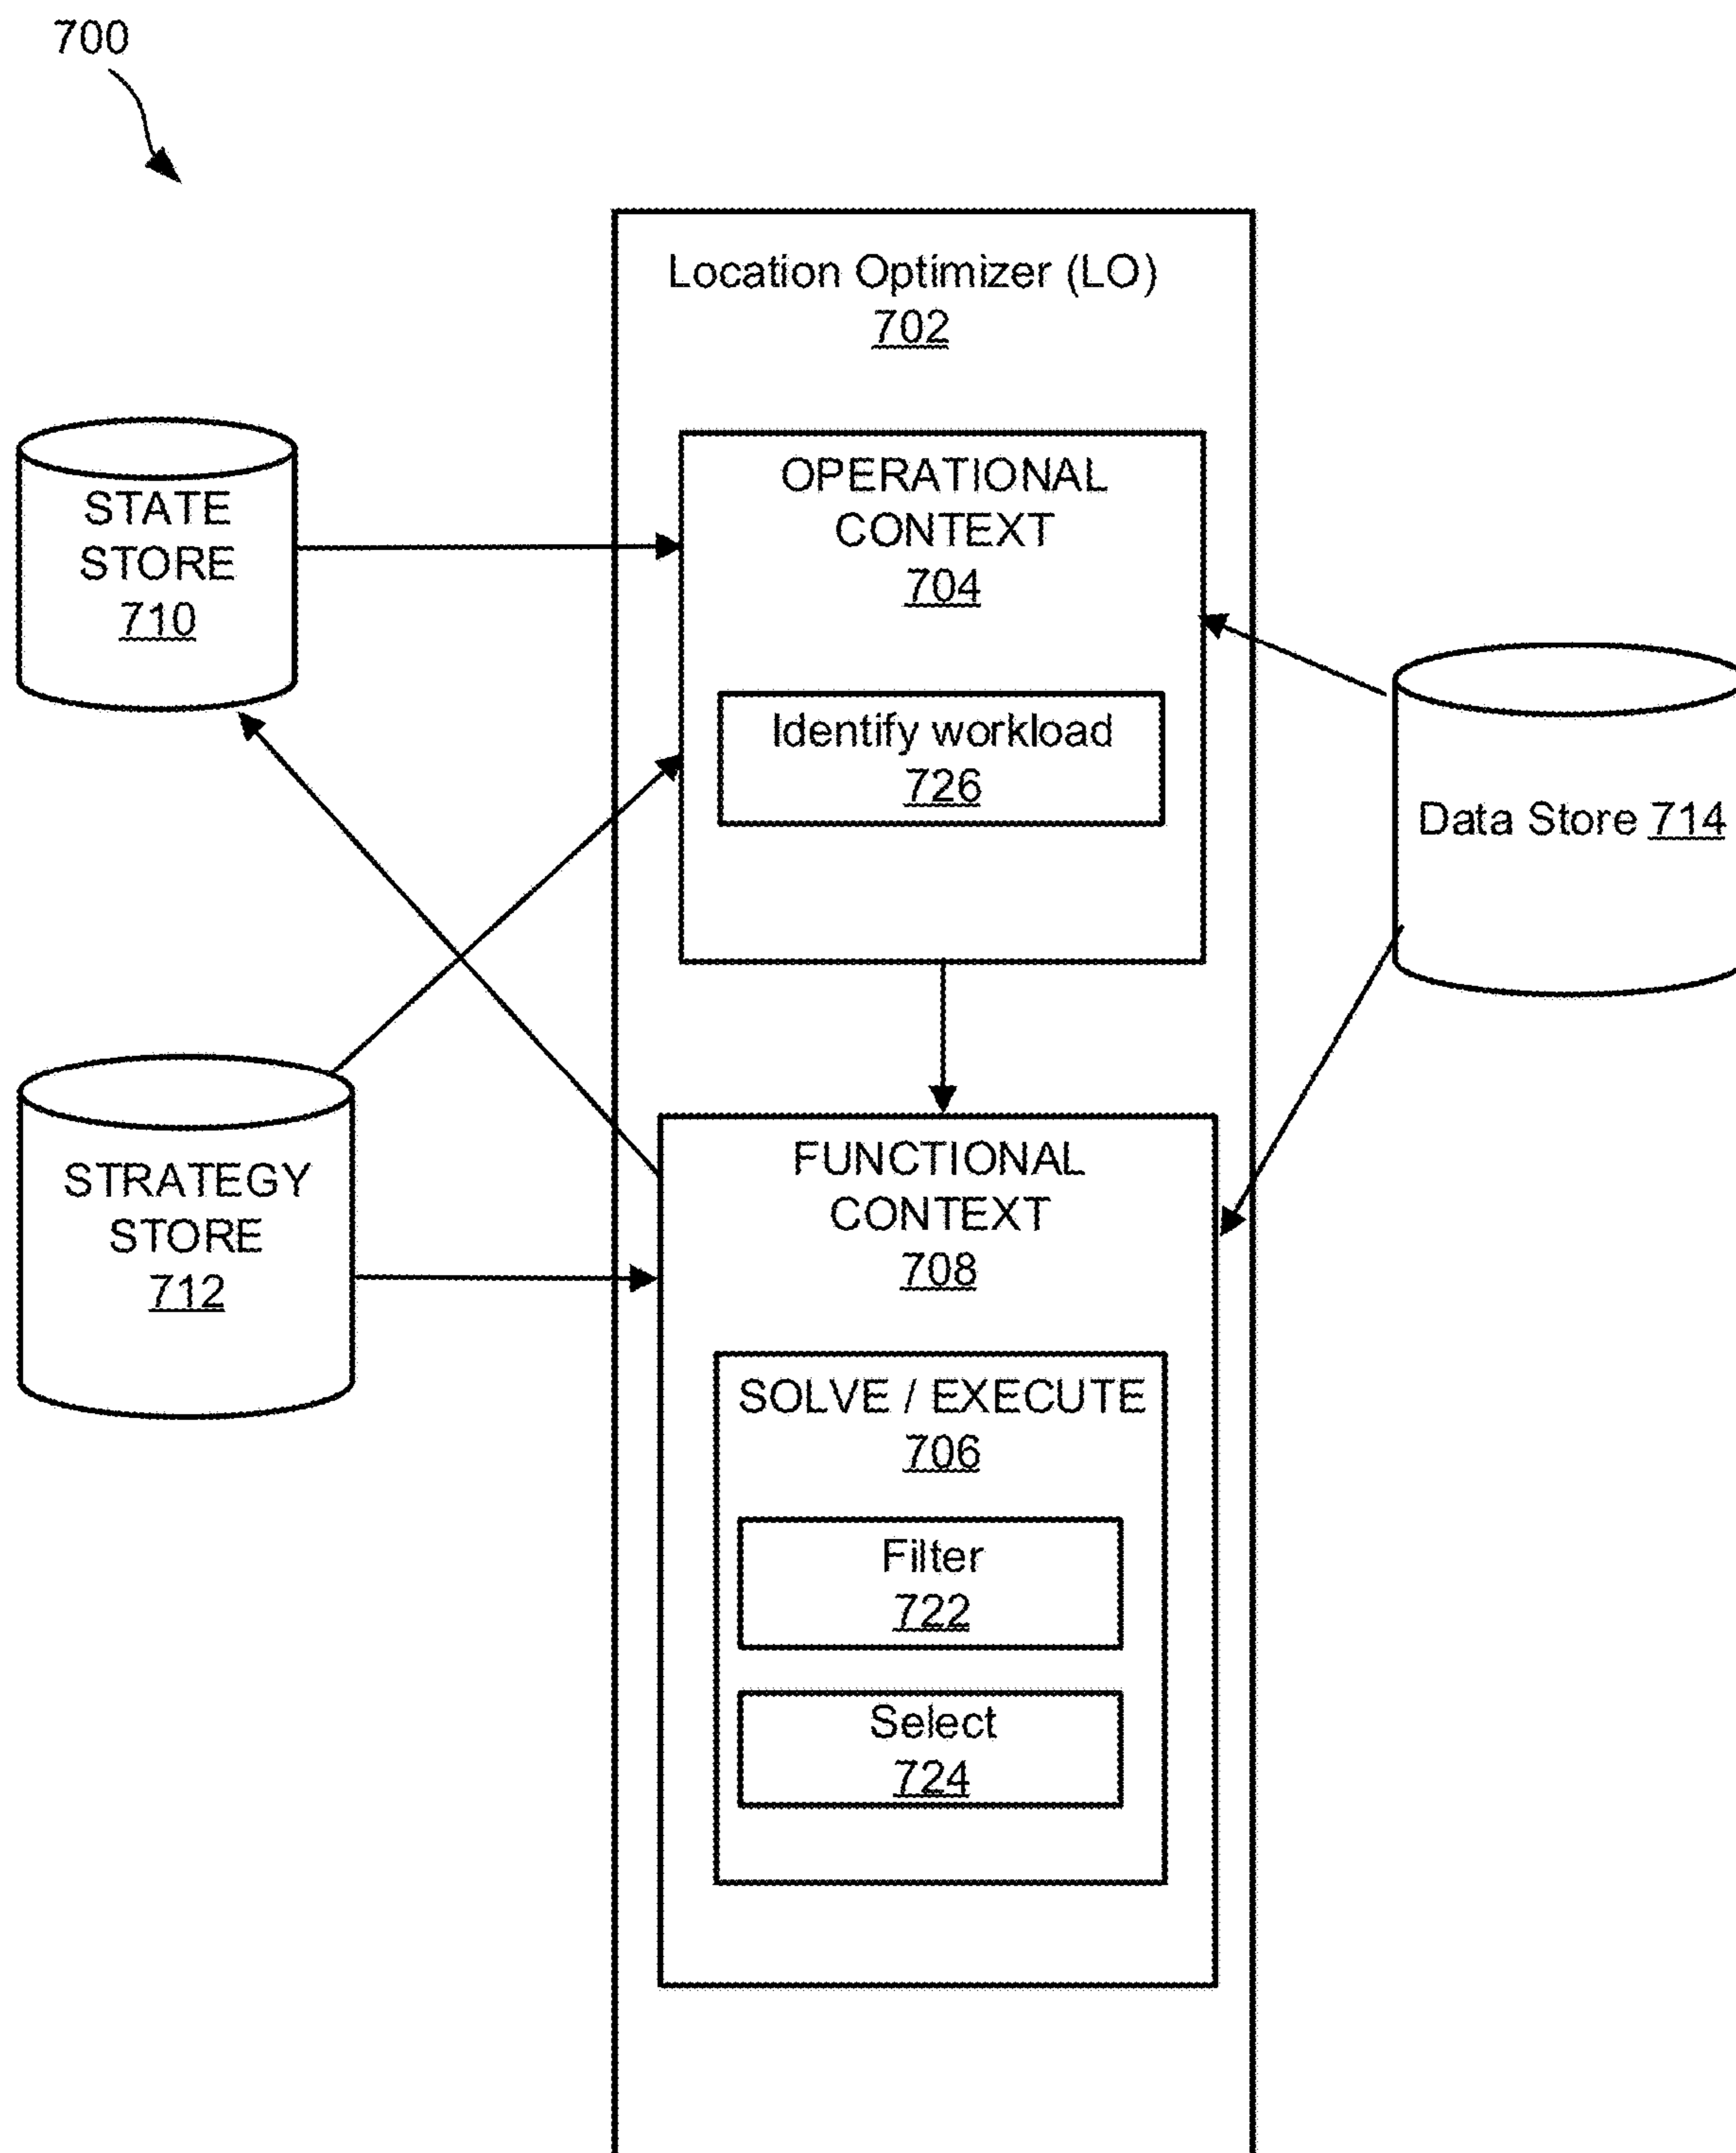 700
Location Optimizer (LO)
702
OPERATIONAL
CONTEXT
704
Identify workload
726
STATE
STORE
710
Data Store 714
STRATEGY
STORE
712
FUNCTIONAL
CONTEXT
708
SOLVE / EXECUTE
706
Filter
722
Select
724